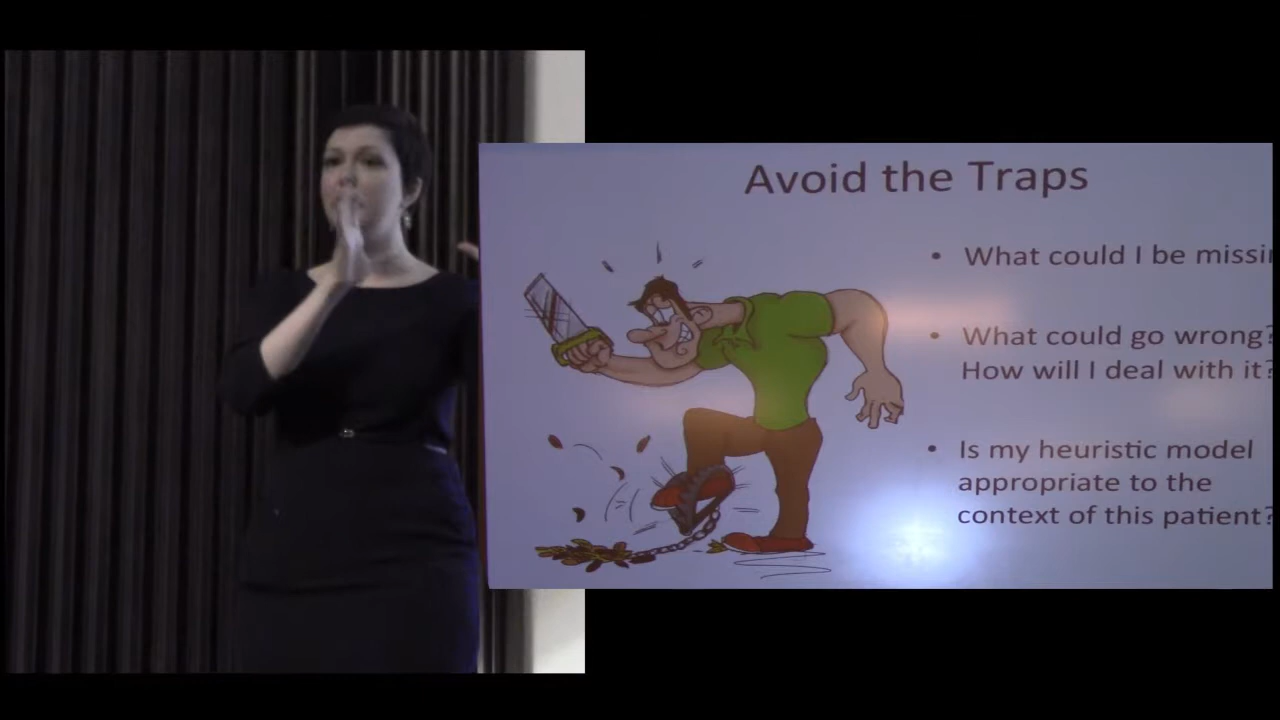 Avoid the Traps
• What could I be missi
• What could go wrong?
How will I deal with it?
• Is my heuristic model
appropriate to the
context of this patient?